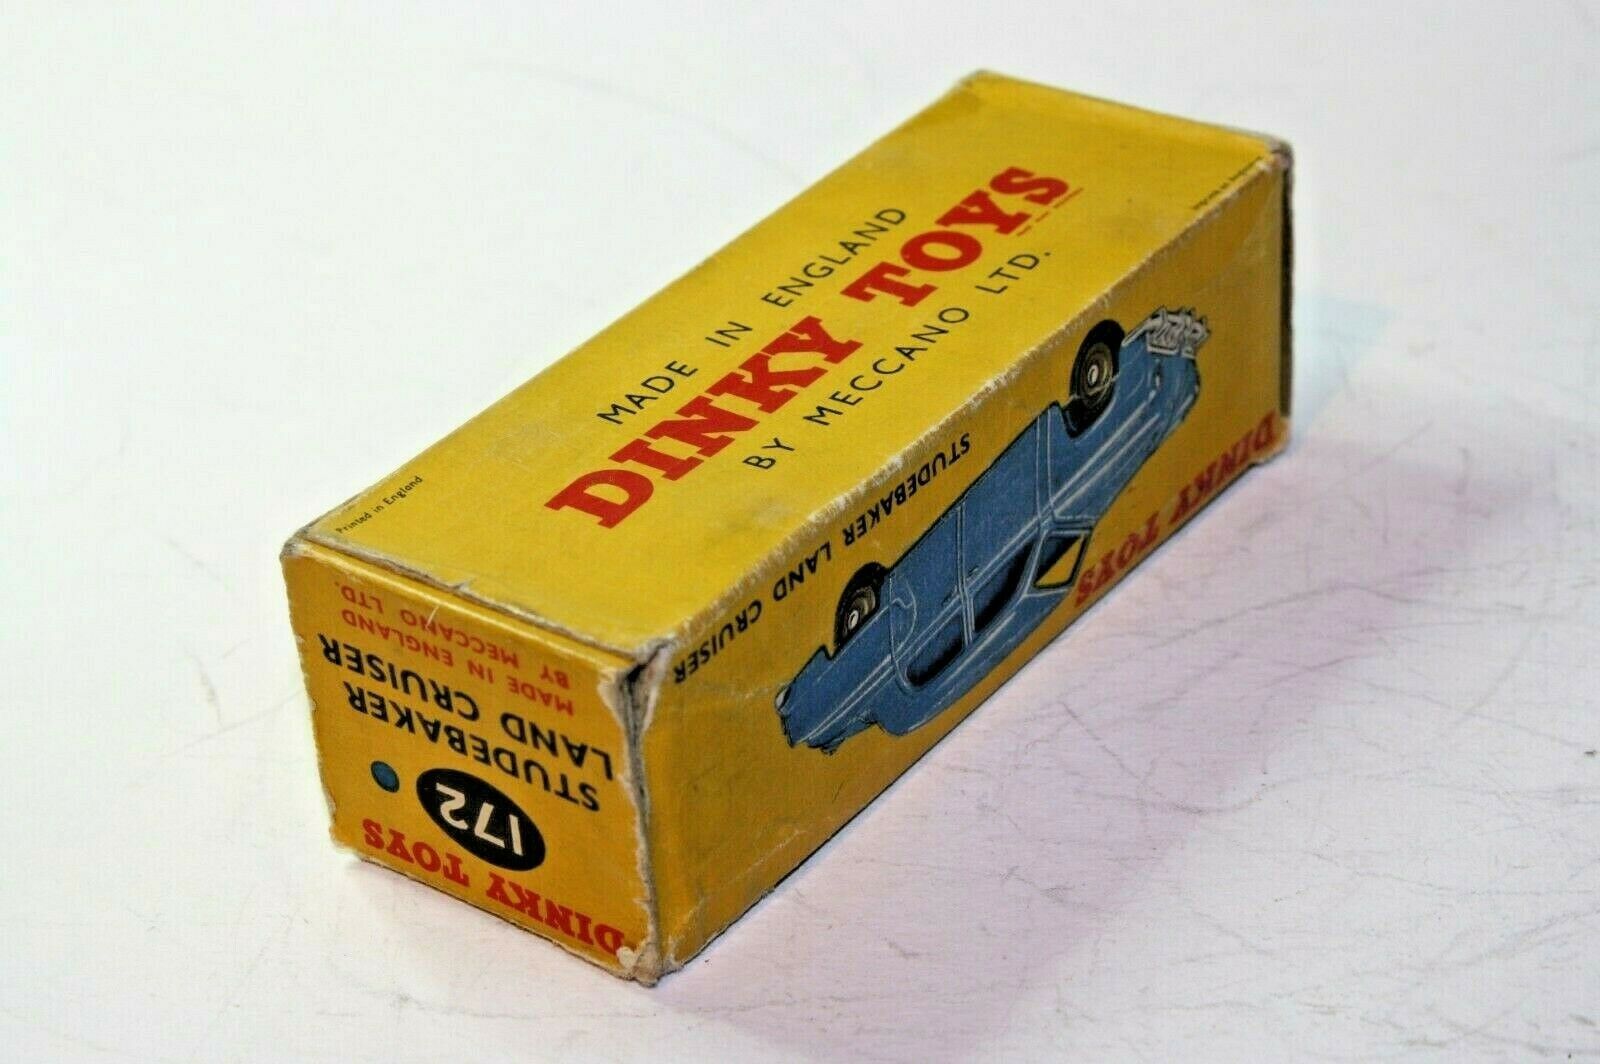 MADE IN ENGLAND
DINKY TOYS
BY MECCANO LTD.
Printed in England
STUDEBAKER LAND CRUISER
DINKY TOYS
DINKY TOYS
172
STUDEBAKER
LAND CRUISER
MADE IN ENGLAND
BY MECCANO LTD.